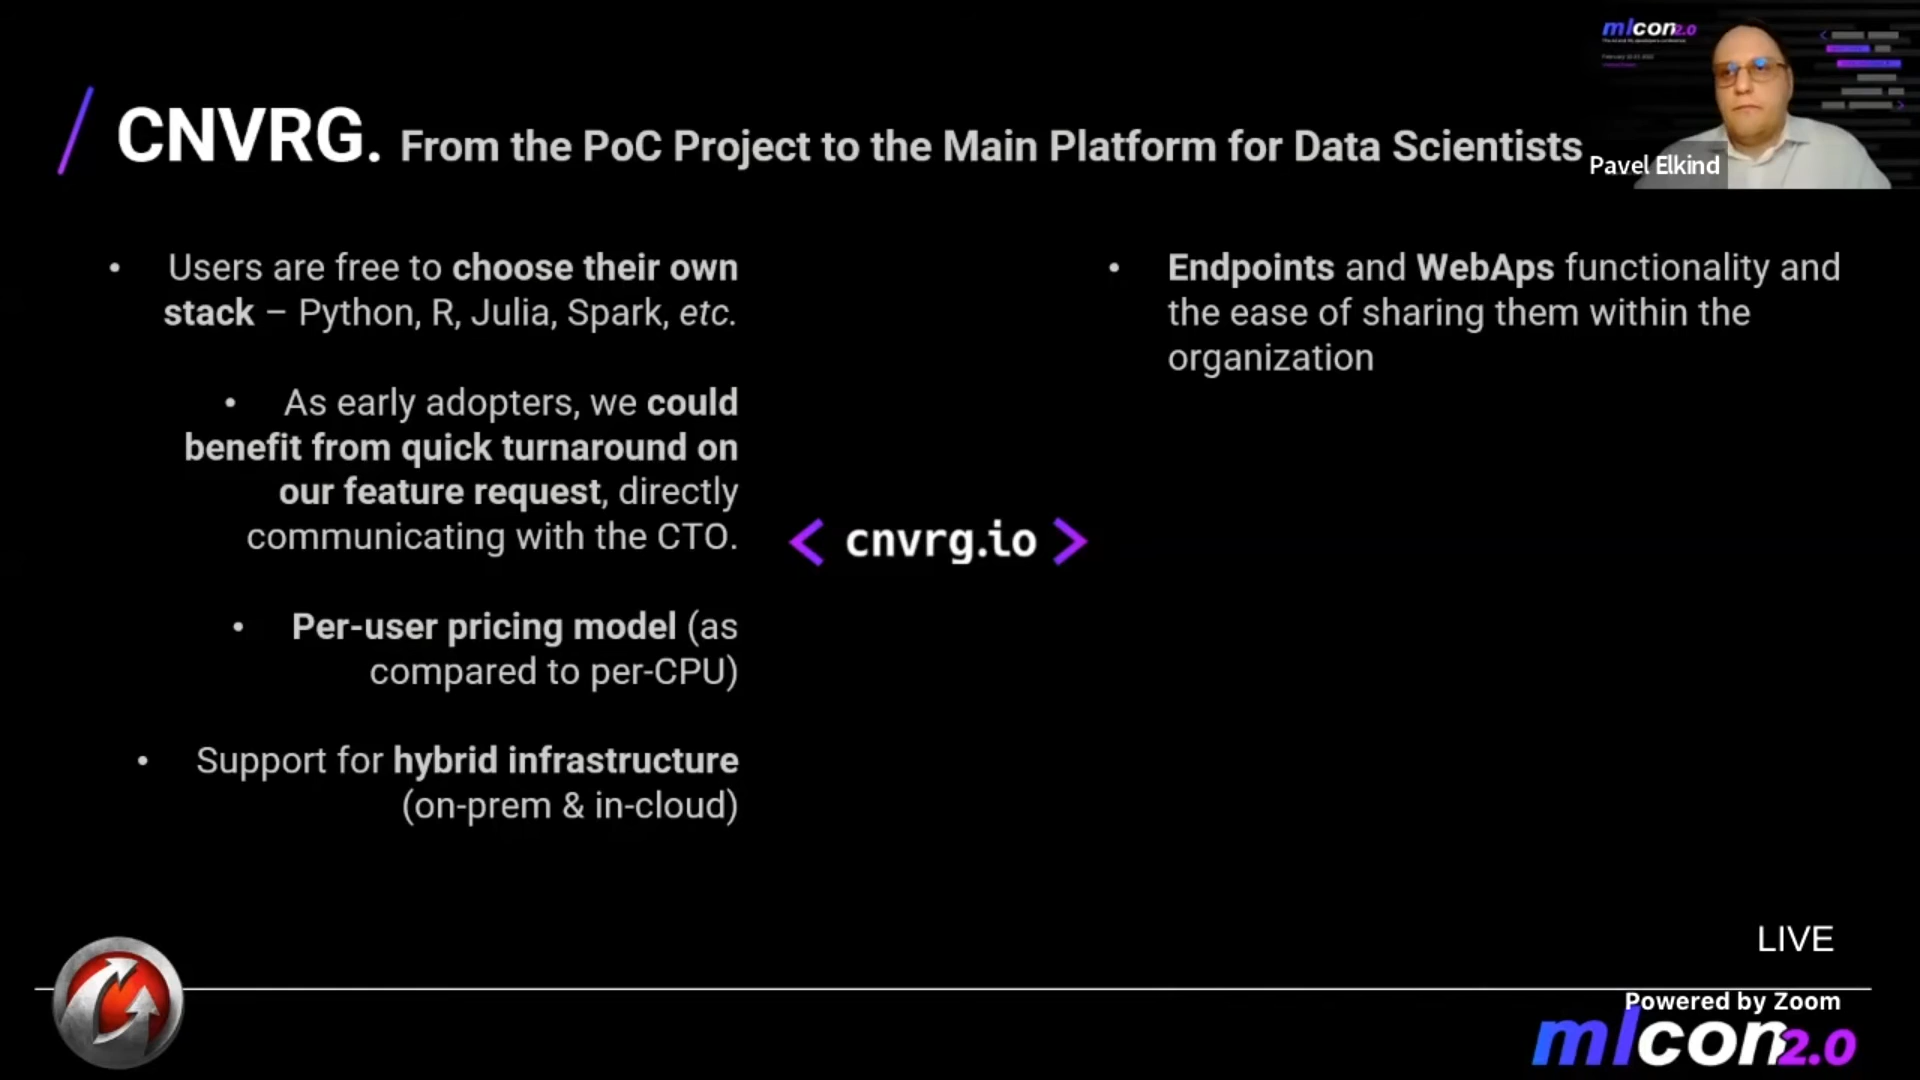 CNVRG. From the PoC Project to the Main Platform for Data Scientists
mlcon2.0
Pavel Elkind
• Users are free to choose their own
stack – Python, R, Julia, Spark, etc.
• As early adopters, we could
benefit from quick turnaround on
our feature request, directly
communicating with the CTO.
• Per-user pricing model (as
compared to per-CPU)
• Support for hybrid infrastructure
(on-prem & in-cloud)
< cnvrg.io >
• Endpoints and WebAps functionality and
the ease of sharing them within the
organization
LIVE
Powered by Zoom
mlcon2.0